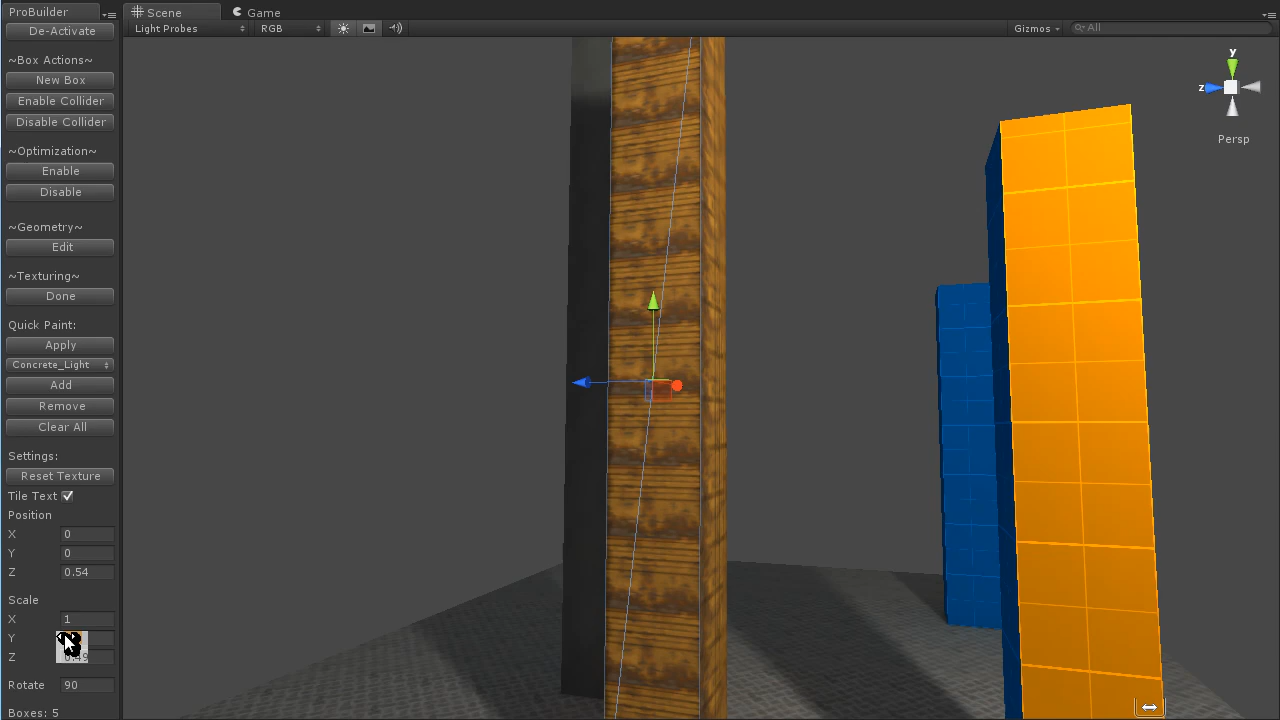 ProBuilder
De-Activate
~Box Actions~
New Box
Enable Collider
Disable Collider
~Optimization~
Enable
Disable
~Geometry~
Edit
~Texturing~
Done
Quick Paint:
Apply
Concrete_Light
Add
Remove
Clear All
Settings:
Reset Texture
Tile Text
Position
X 0
Y 0
Z 0.54
Scale
X 1
Y
Z
Rotate 90
Boxes: 5
Scene Game
Light Probes RGB Gizmos All
y
z
Persp